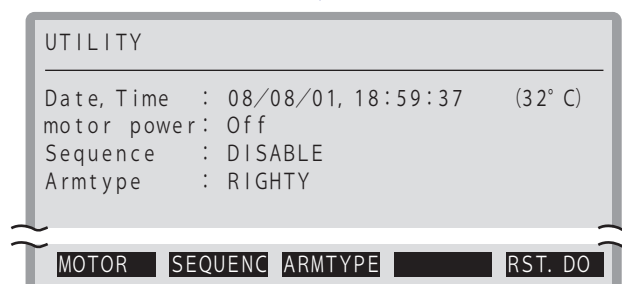 UTILITY
Date, Time : 08/08/01, 18:59:37 (32°C)
motor power: Off
Sequence : DISABLE
Armtype : RIGHTY
MOTOR SEQUENC ARMTYPE RST. DO